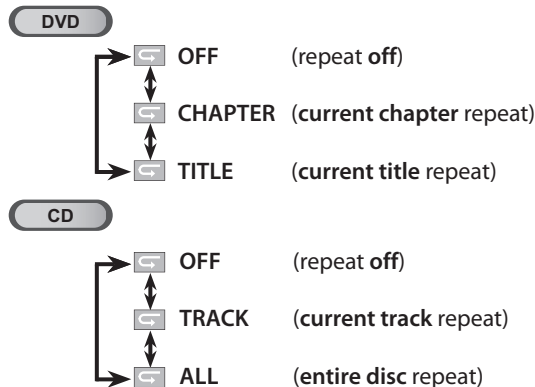 DVD
OFF (repeat off)
CHAPTER (current chapter repeat)
TITLE (current title repeat)
CD
OFF (repeat off)
TRACK (current track repeat)
ALL (entire disc repeat)